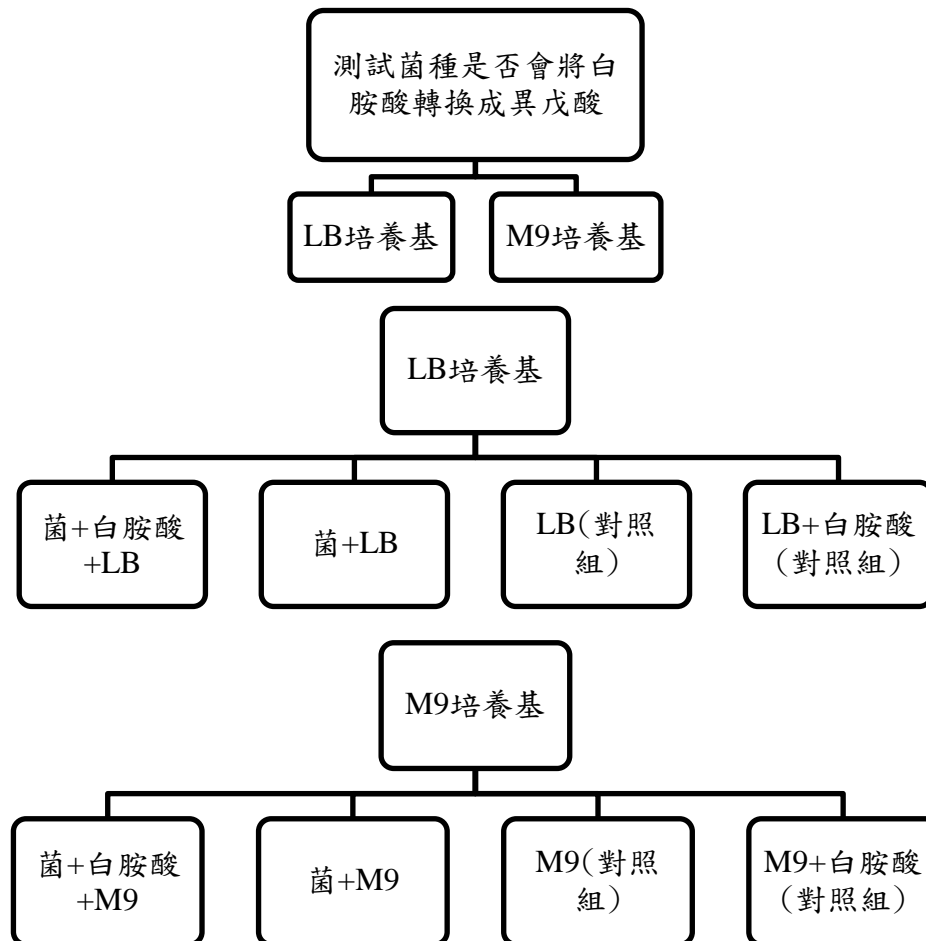 測試菌種是否會將白
胺酸轉換成異戊酸
LB培養基
M9培養基
LB培養基
菌+白胺酸
+LB
菌+LB
LB(對照
組)
LB+白胺酸
(對照組)
M9培養基
菌+白胺酸
+M9
菌+M9
M9(對照
組)
M9+白胺酸
(對照組)